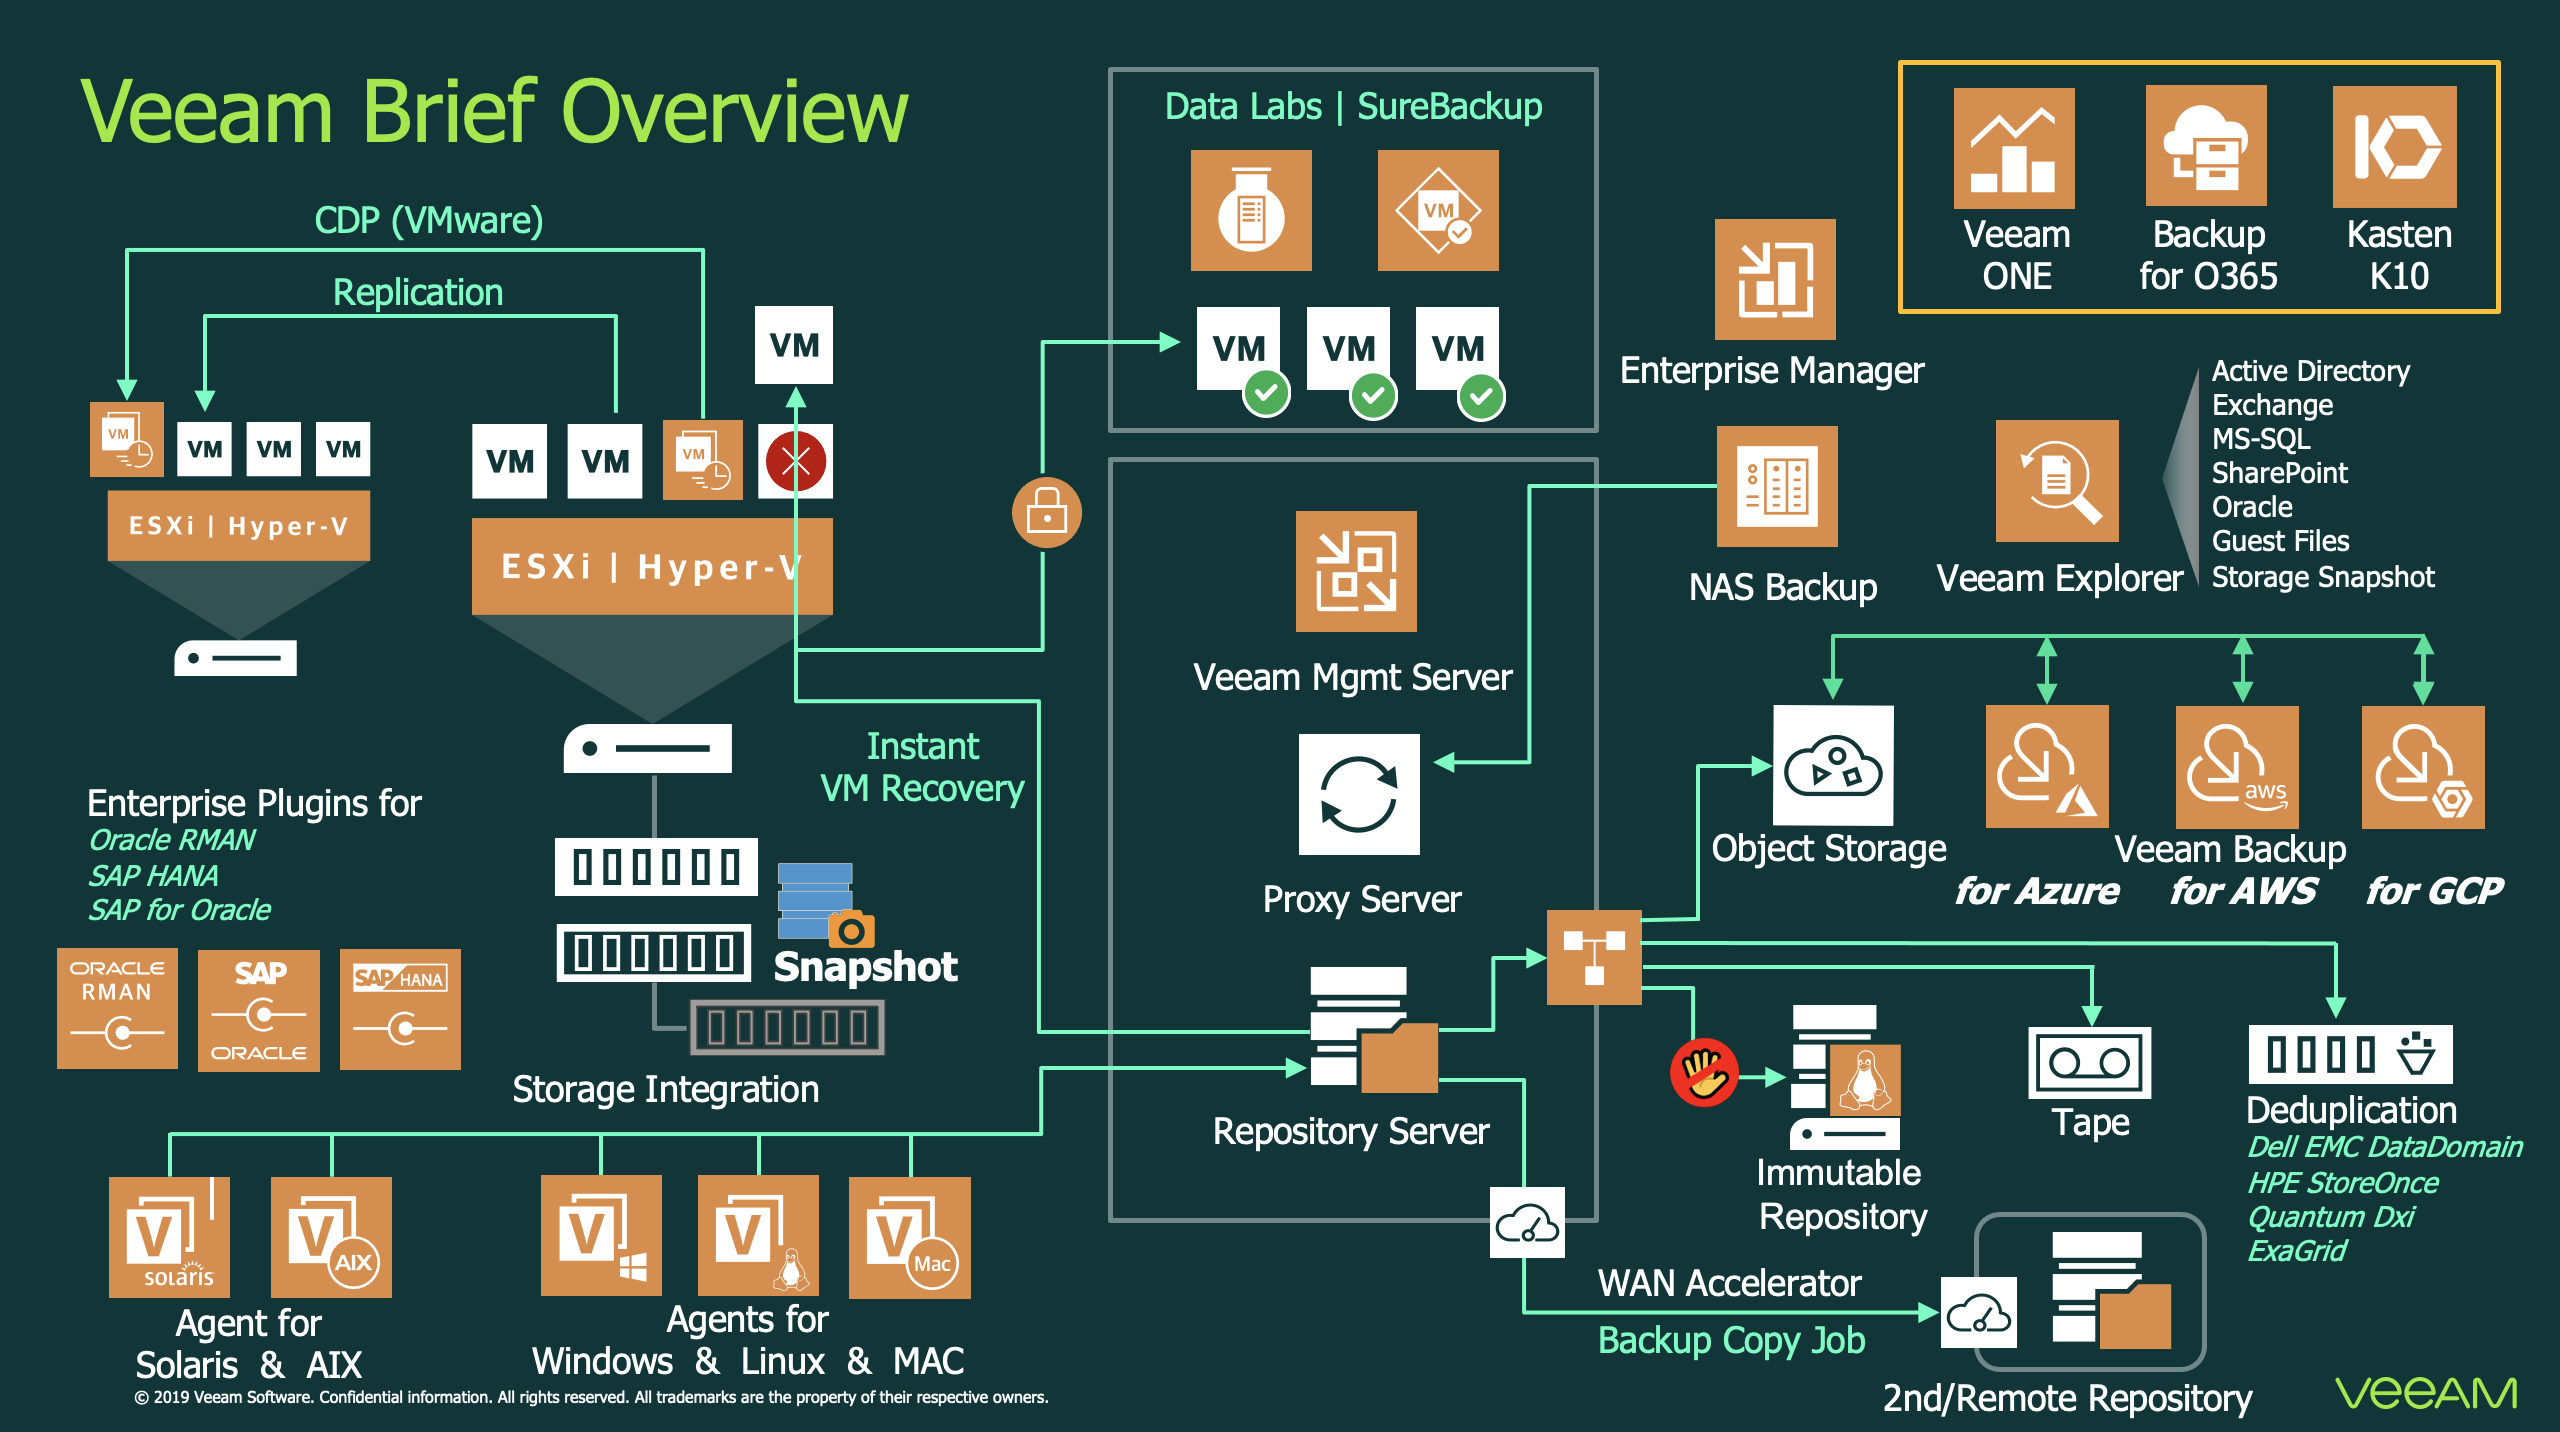 Veeam Brief Overview
CDP (VMware)
Replication
VM
VM
VM
VM
VM
VM
VM
VM
VM
ESXi | Hyper-V
ESXi | Hyper-V
Instant
VM Recovery
Enterprise Plugins for
Oracle RMAN
SAP HANA
SAP for Oracle
ORACLE
RMAN
SAP
ORACLE
SAP HANA
Snapshot
Storage Integration
V
solaris
V
AIX
V
V
V
Mac
Agent for
Solaris & AIX
Agents for
Windows & Linux & MAC
© 2019 Veeam Software. Confidential information. All rights reserved. All trademarks are the property of their respective owners.
Data Labs | SureBackup
VM
VM
VM
Veeam Mgmt Server
Proxy Server
Repository Server
VM
Veeam
ONE
Backup
for O365
Kasten
K10
Enterprise Manager
NAS Backup
Veeam Explorer
Active Directory
Exchange
MS-SQL
SharePoint
Oracle
Guest Files
Storage Snapshot
Object Storage
aws
Veeam Backup
for Azure
for AWS
for GCP
Immutable
Repository
Tape
Deduplication
Dell EMC DataDomain
HPE StoreOnce
Quantum Dxi
ExaGrid
WAN Accelerator
Backup Copy Job
2nd/Remote Repository
VEEAM